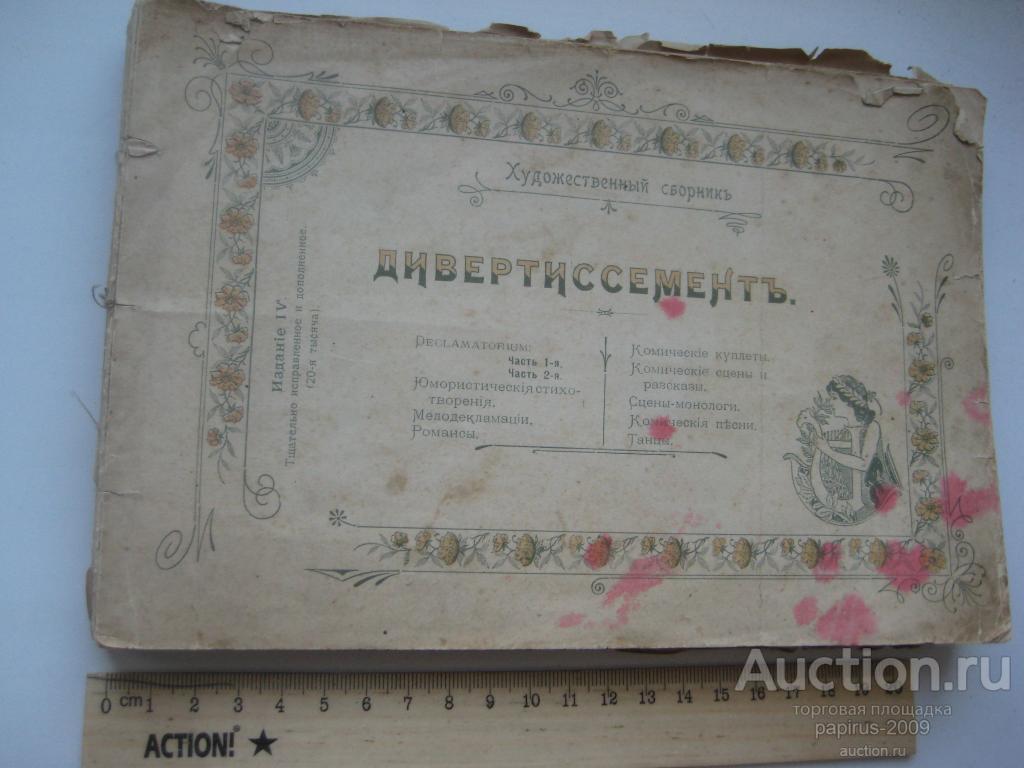 Художественный сборникъ
ДИВЕРТИССЕМЕНТЪ.
Изданіе IV
Тщательно исправленное и дополненное.
(20-я тысяча).
DECLAMATORIUM:
Часть 1-я.
Часть 2-я.
Юмористическія стихо-
творенія.
Мелодекламаціи.
Романсы.
Комическіе куплеты.
Комическіе сцены и
разсказы.
Сцены-монологи.
Комическія пѣсни.
Танцы.
0 cm 1 2 3 4 5 6 7 8 9 10 11 12 13 14 15 16 17 18 19
ACTION!
Auction.ru
торговая площадка
papirus-2009
auction.ru